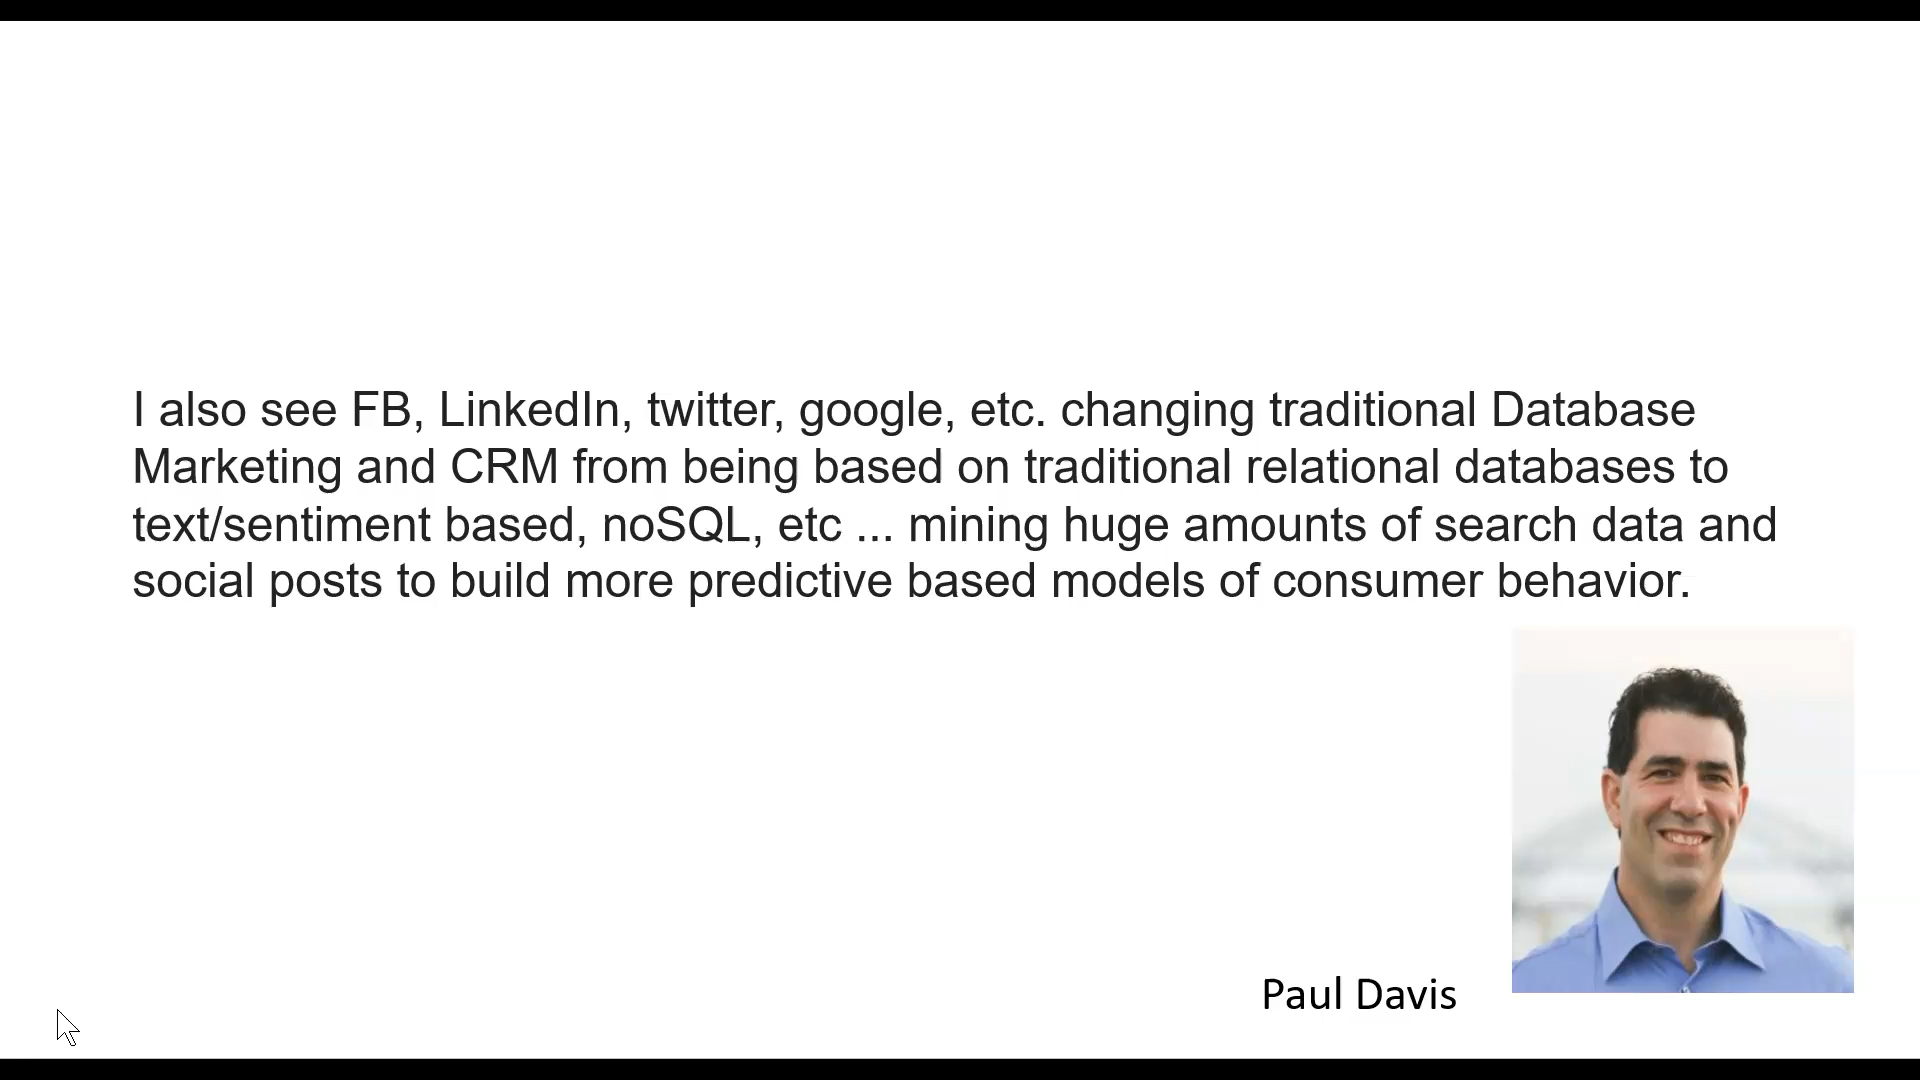 I also see FB, LinkedIn, twitter, google, etc. changing traditional Database
Marketing and CRM from being based on traditional relational databases to
text/sentiment based, noSQL, etc ... mining huge amounts of search data and
social posts to build more predictive based models of consumer behavior.
Paul Davis